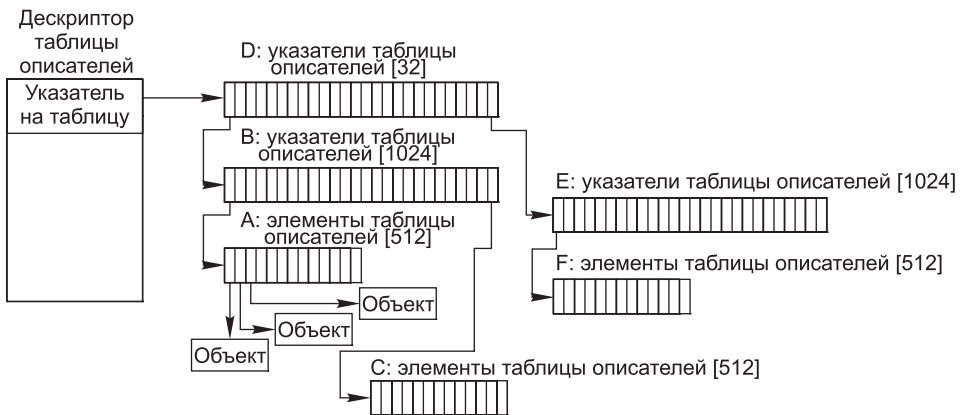 Дескриптор
таблицы
описателей
Указатель
на таблицу
D: указатели таблицы
описателей [32]
B: указатели таблицы
описателей [1024]
E: указатели таблицы описателей [1024]
A: элементы таблицы
описателей [512]
F: элементы таблицы описателей [512]
Объект
Объект
Объект
C: элементы таблицы описателей [512]